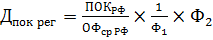 Д_пок рег = ПОК_РФ / ОФ_ср РФ × 1 / Ф_1 × Ф_2